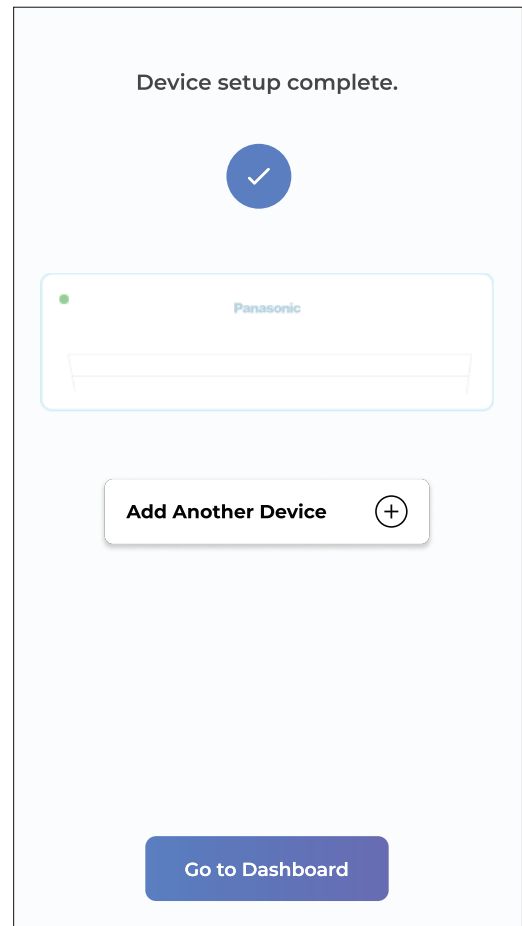 Device setup complete.
Panasonic
Add Another Device
Go to Dashboard